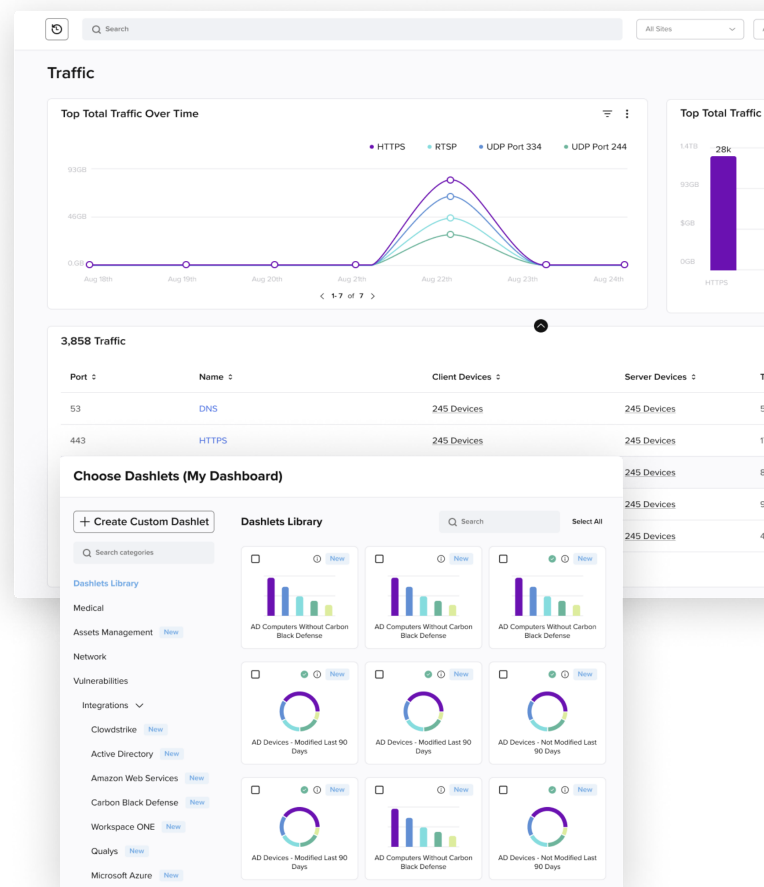 Search
All Sites
Traffic
Top Total Traffic Over Time
HTTPS RTSP UDP Port 334 UDP Port 244
93GB
46GB
0.GB
Aug 18th Aug 19th Aug 20th Aug 21th Aug 22th Aug 23th Aug 24th
1-7 of 7
Top Total Traffic
1.4TB
28k
93GB
5GB
0GB
HTTPS
3,858 Traffic
Port Name Client Devices Server Devices T
53 DNS 245 Devices 245 Devices 5
443 HTTPS 245 Devices 245 Devices 1
245 Devices 8
245 Devices 9
245 Devices 4
Choose Dashlets (My Dashboard)
+ Create Custom Dashlet
Search categories
Dashlets Library
Medical
Assets Management New
Network
Vulnerabilities
Integrations
Clowdstrike New
Active Directory New
Amazon Web Services New
Carbon Black Defense New
Workspace ONE New
Qualys New
Microsoft Azure New
Dashlets Library Search Select All
New New New
AD Computers Without Carbon AD Computers Without Carbon AD Computers Without Carbon
Black Defense Black Defense Black Defense
New New New
AD Devices - Modified Last 90 AD Devices - Modified Last 90 AD Devices - Not Modified Last
Days Days 90 Days
New New New
AD Devices - Modified Last 90 AD Computers Without Carbon AD Devices - Not Modified Last
Days Black Defense 90 Days